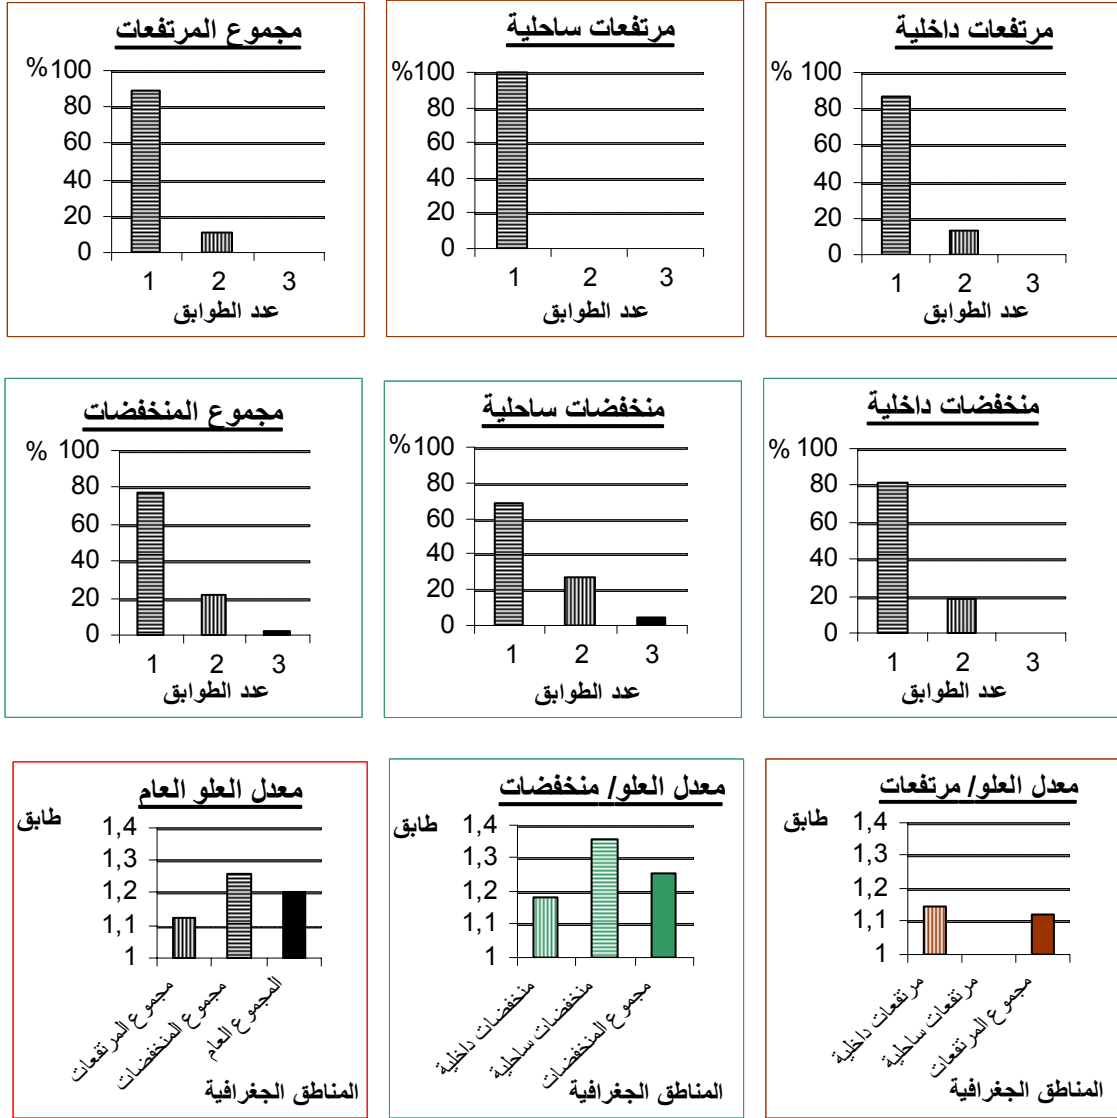 مرتفعات داخلية
% 100
80
60
40
20
0
1 2 3
عدد الطوابق
مرتفعات ساحلية
% 100
80
60
40
20
0
1 2 3
عدد الطوابق
مجموع المرتفعات
% 100
80
60
40
20
0
1 2 3
عدد الطوابق
منخفضات داخلية
% 100
80
60
40
20
0
1 2 3
عدد الطوابق
منخفضات ساحلية
% 100
80
60
40
20
0
1 2 3
عدد الطوابق
مجموع المنخفضات
% 100
80
60
40
20
0
1 2 3
عدد الطوابق
معدل العلو/ مرتفعات
طابق
1,4
1,3
1,2
1,1
1
مرتفعات داخلية
مرتفعات ساحلية
مجموع المرتفعات
المناطق الجغرافية
معدل العلو/ منخفضات
1,4
1,3
1,2
1,1
1
منخفضات داخلية
منخفضات ساحلية
مجموع المنخفضات
المناطق الجغرافية
معدل العلو العام
طابق
1,4
1,3
1,2
1,1
1
مجموع المرتفعات
مجموع المنخفضات
المجموع العام
المناطق الجغرافية